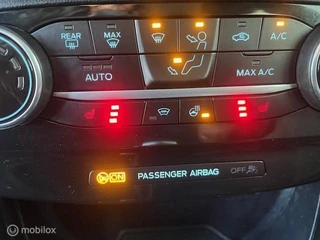 REAR
MAX
A/C
AUTO
MAX A/C
ON PASSENGER AIRBAG OFF
mobilox